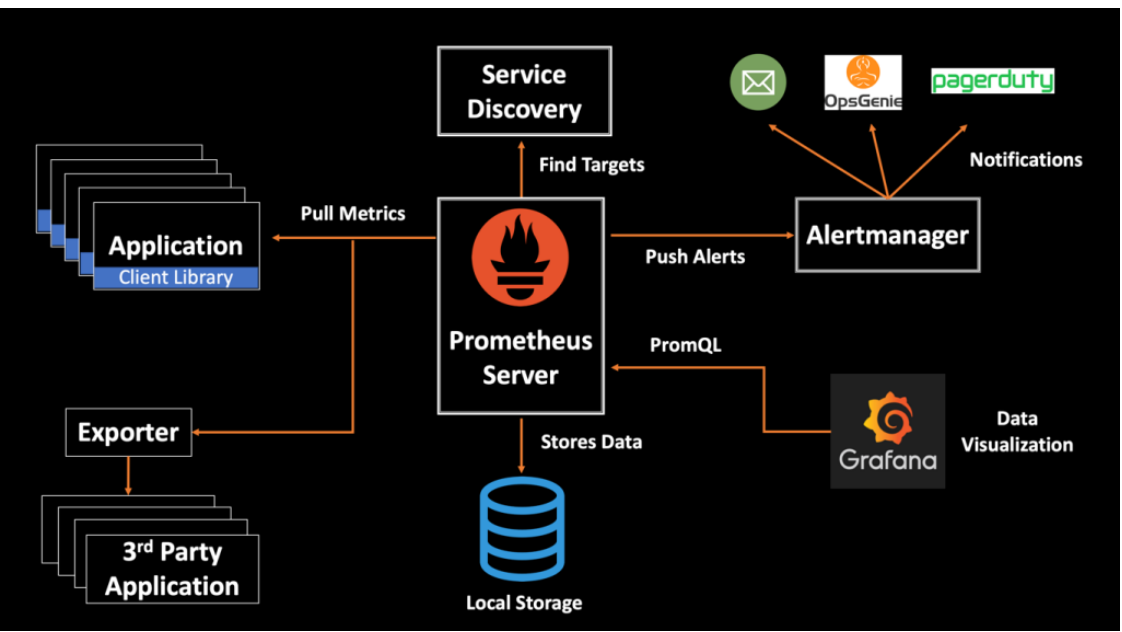 Service
Discovery
OpsGenie
pagerduty
Find Targets
Notifications
Pull Metrics
Application
Client Library
Push Alerts
Alertmanager
Prometheus
Server
PromQL
Exporter
Stores Data
Grafana
Data
Visualization
3rd Party
Application
Local Storage